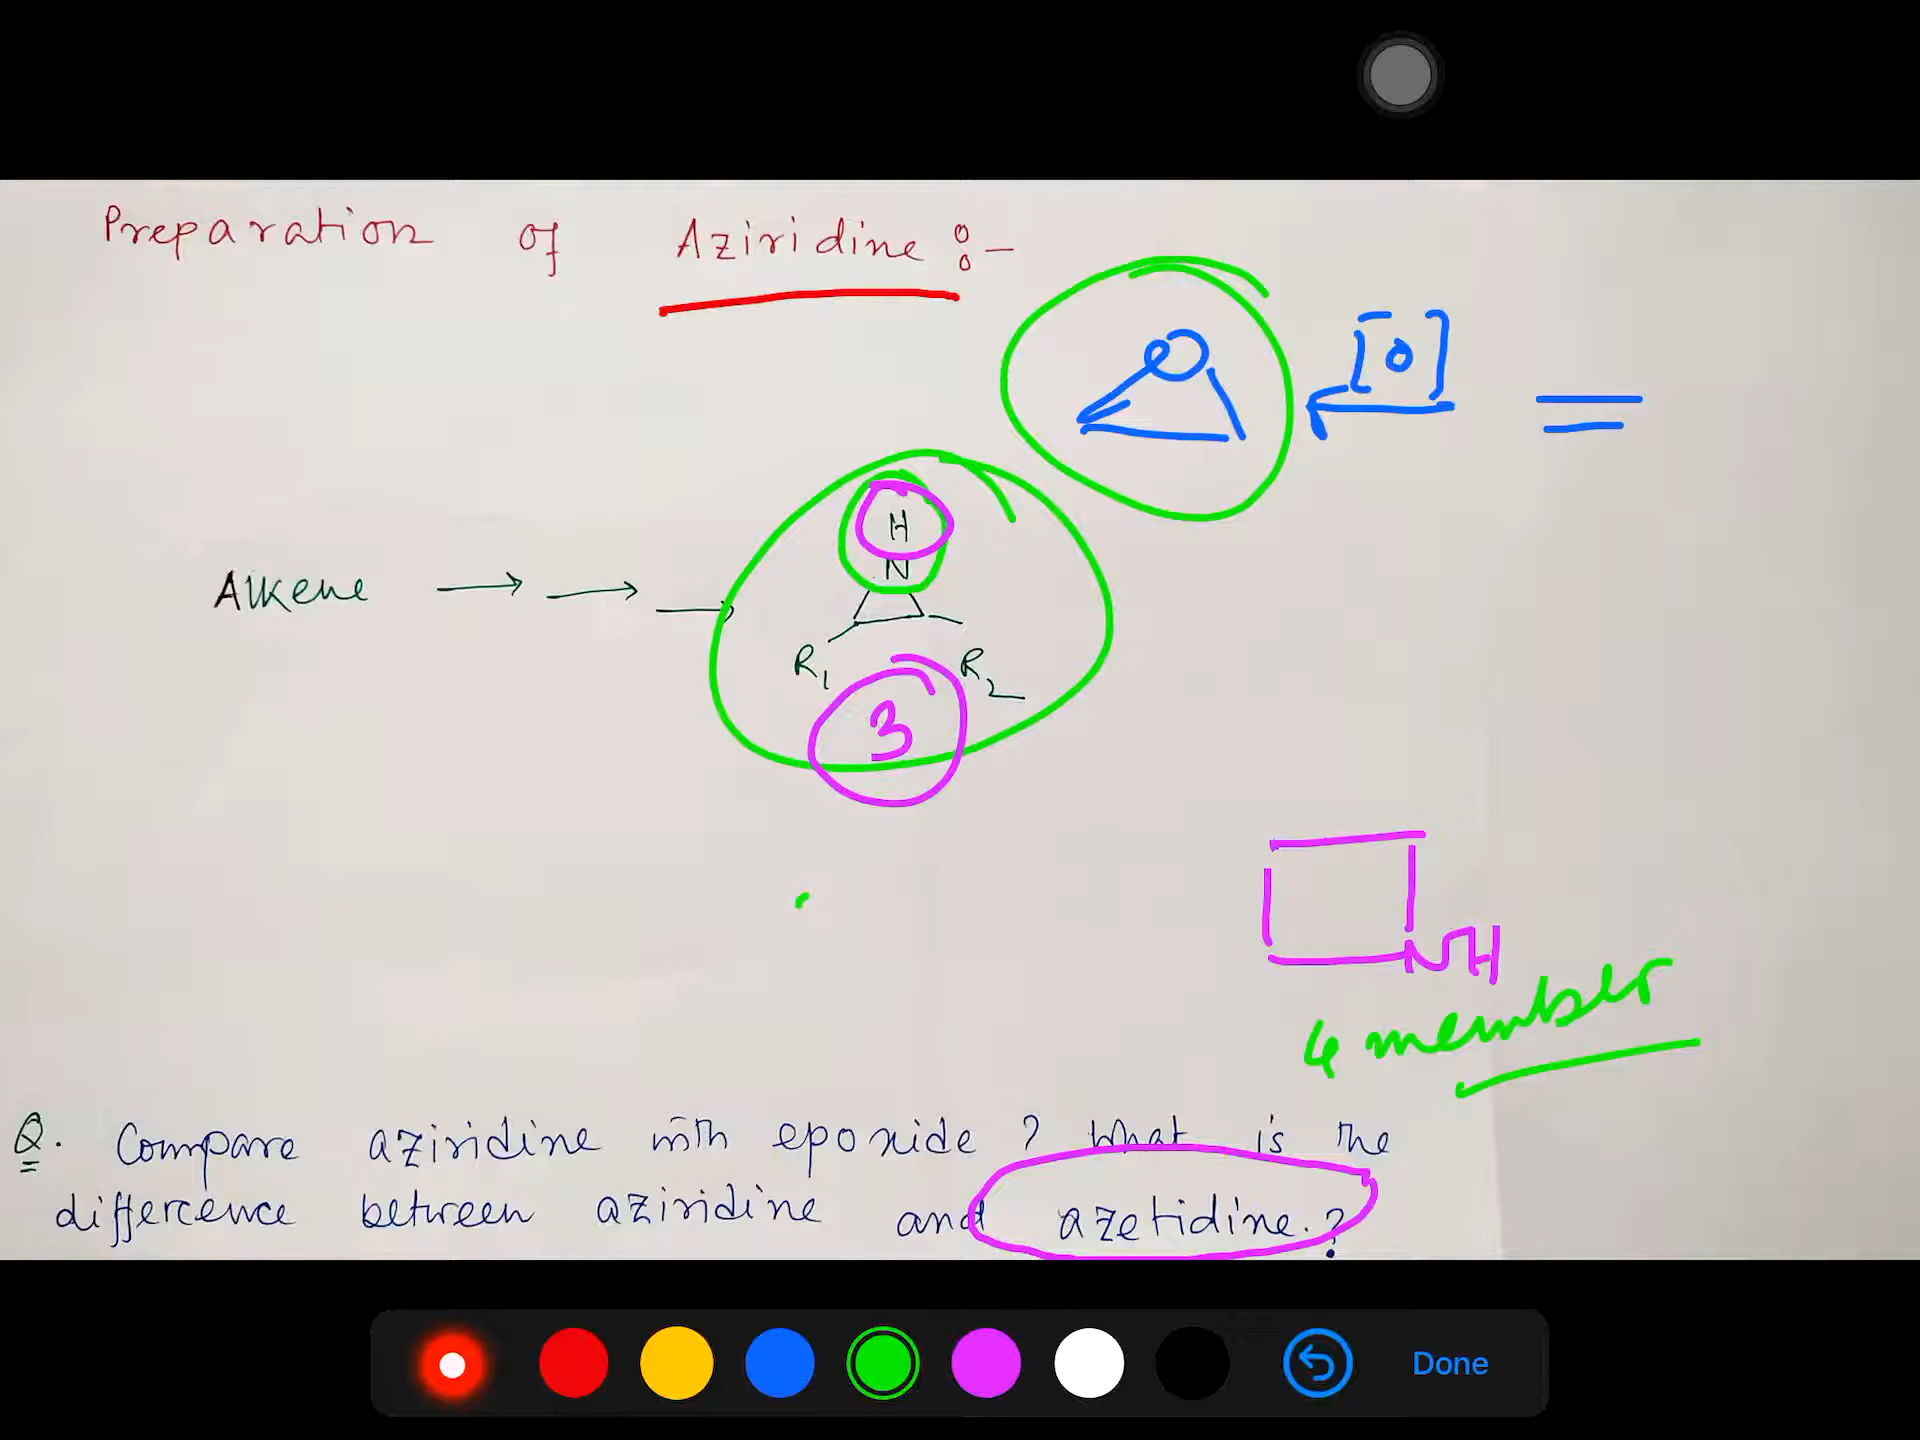 Preparation of Aziridine :-
[O]
H
N
Alkene
R1 R2
3
NH
4 member
Q. Compare aziridine with epoxide ? What is the
differcence between aziridine and azetidine.?
Done